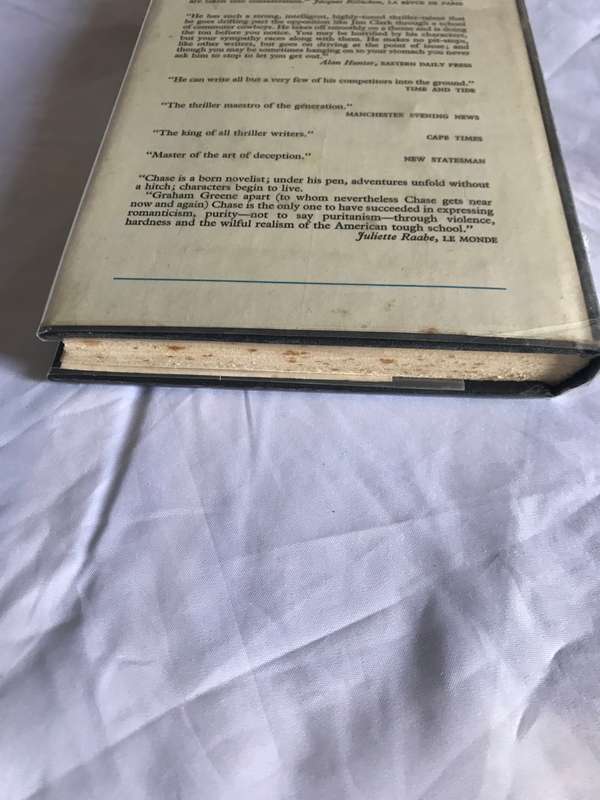 are taken into consideration." Jacques Robichon, LA REVUE DE PARIS
"He has such a strong, intelligent, highly-tuned thriller-talent that
he goes drifting past the opposition like Jim Clark through a school
of commuter cowboys. He takes off smoothly on a theme and is doing
the ton before you notice. You may be horrified by his characters,
but your sympathy races along with them. He makes no pit-stops,
like other writers, but goes on driving at the point of issue; and
though you may be sometimes hanging on to your stomach you never
ask him to stop to let you get out."
Alan Hunter, EASTERN DAILY PRESS
"He can write all but a very few of his competitors into the ground."
TIME AND TIDE
"The thriller maestro of the generation."
MANCHESTER EVENING NEWS
"The king of all thriller writers."
CAPE TIMES
"Master of the art of deception."
NEW STATESMAN
"Chase is a born novelist; under his pen, adventures unfold without
a hitch; characters begin to live.
"Graham Greene apart (to whom nevertheless Chase gets near
now and again) Chase is the only one to have succeeded in expressing
romanticism, purity—not to say puritanism—through violence,
hardness and the wilful realism of the American tough school."
Juliette Raabe, LE MONDE